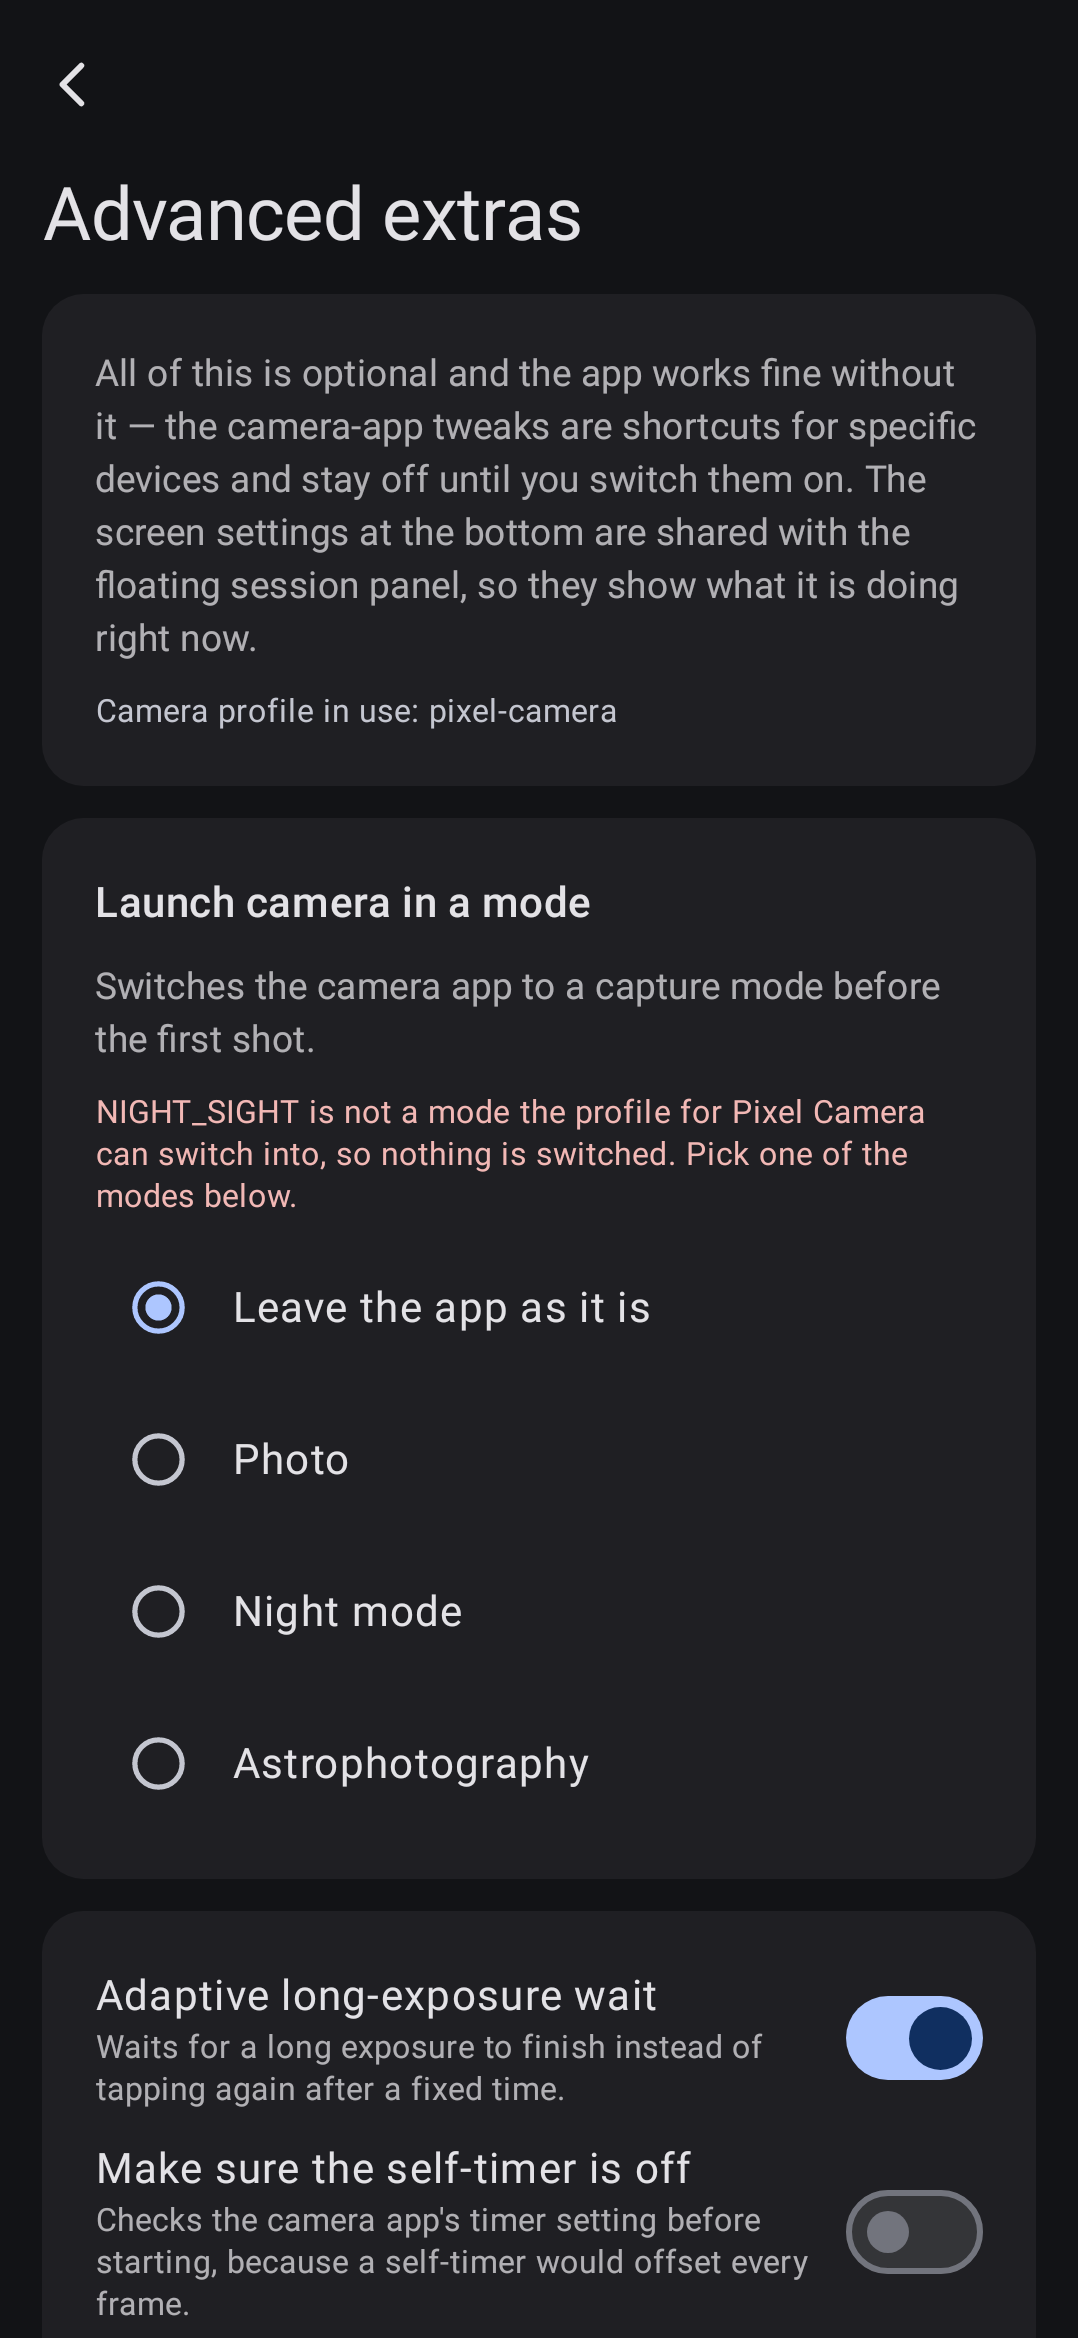 Advanced extras
All of this is optional and the app works fine without
it — the camera-app tweaks are shortcuts for specific
devices and stay off until you switch them on. The
screen settings at the bottom are shared with the
floating session panel, so they show what it is doing
right now.
Camera profile in use: pixel-camera
Launch camera in a mode
Switches the camera app to a capture mode before
the first shot.
NIGHT_SIGHT is not a mode the profile for Pixel Camera
can switch into, so nothing is switched. Pick one of the
modes below.
Leave the app as it is
Photo
Night mode
Astrophotography
Adaptive long-exposure wait
Waits for a long exposure to finish instead of
tapping again after a fixed time.
Make sure the self-timer is off
Checks the camera app's timer setting before
starting, because a self-timer would offset every
frame.